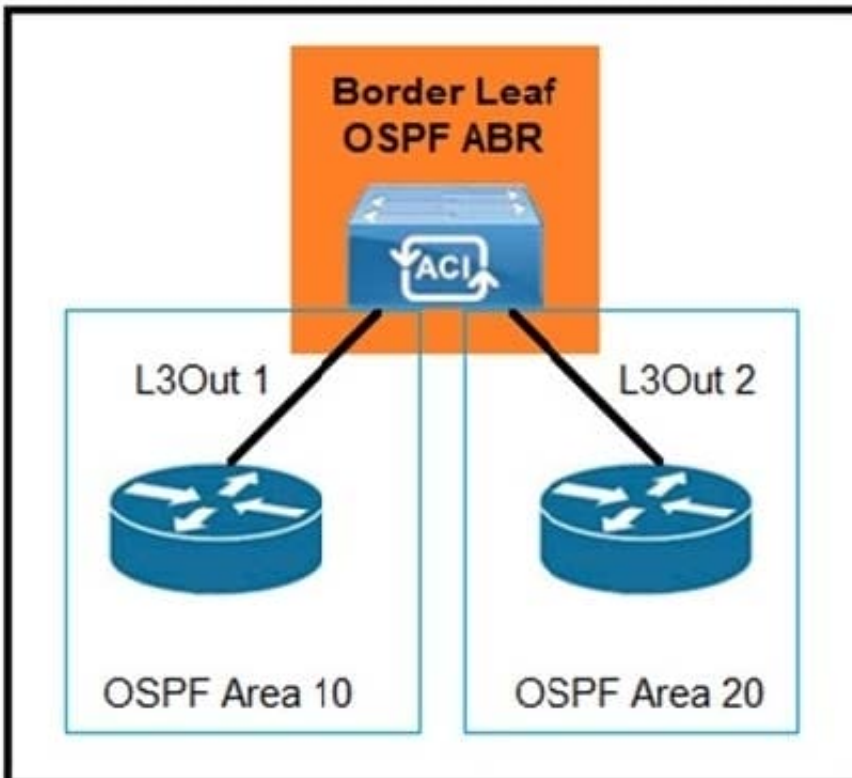 Border Leaf
OSPF ABR
ACI
L3Out 1
L3Out 2
OSPF Area 10
OSPF Area 20